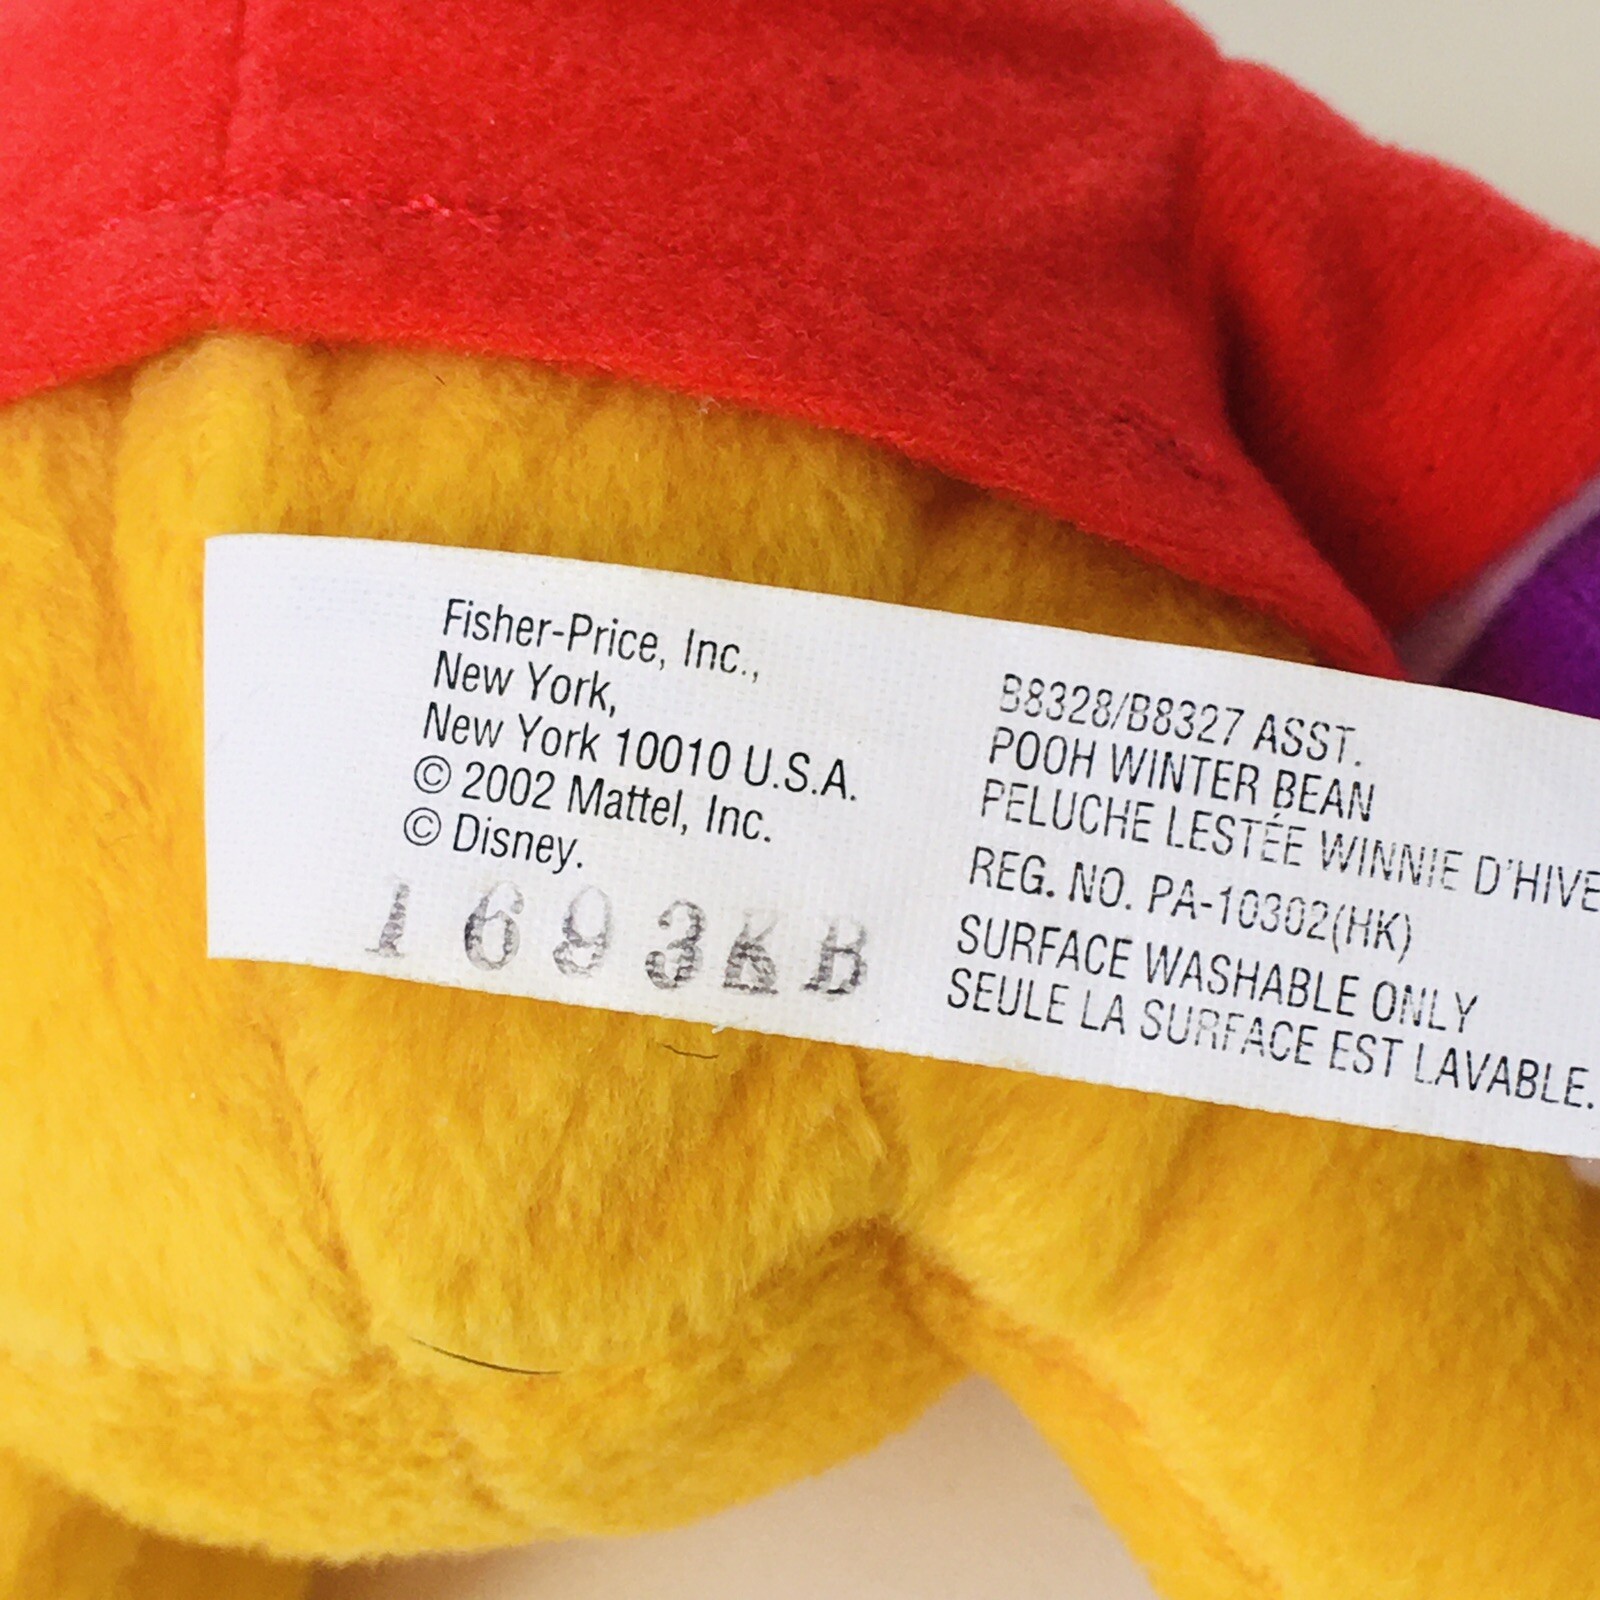 Fisher-Price, Inc.,
New York,
New York 10010 U.S.A.
© 2002 Mattel, Inc.
© Disney.
1693KB
B8328/B8327 ASST.
POOH WINTER BEAN
PELUCHE LESTÉE WINNIE D'HIVE
REG. NO. PA-10302(HK)
SURFACE WASHABLE ONLY
SEULE LA SURFACE EST LAVABLE.